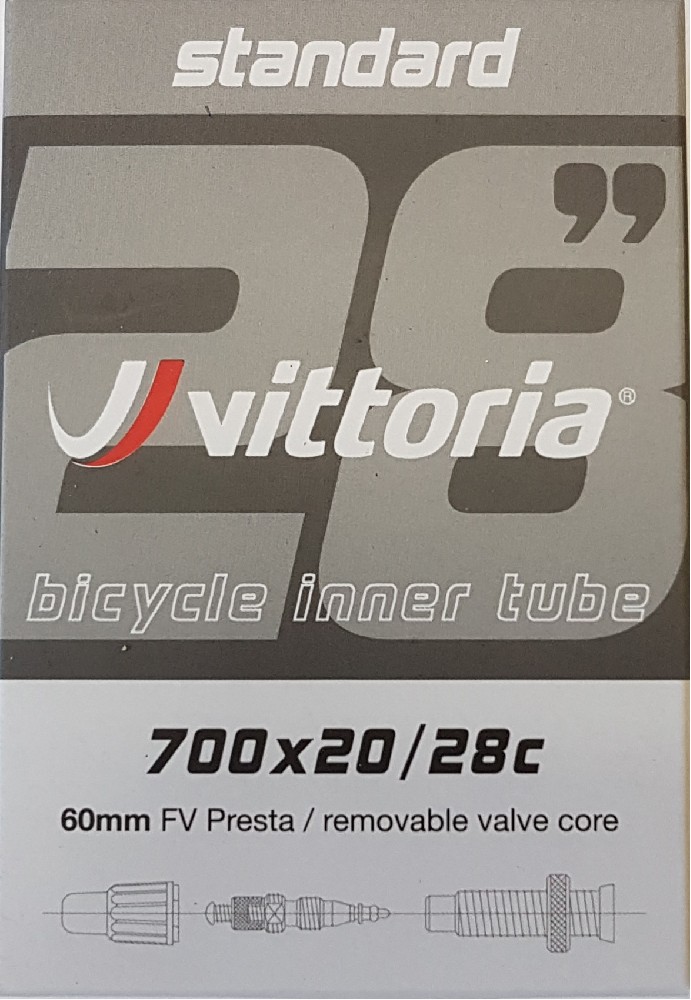 standard
28”
vittoria®
bicycle inner tube
700x20/28c
60mm FV Presta / removable valve core